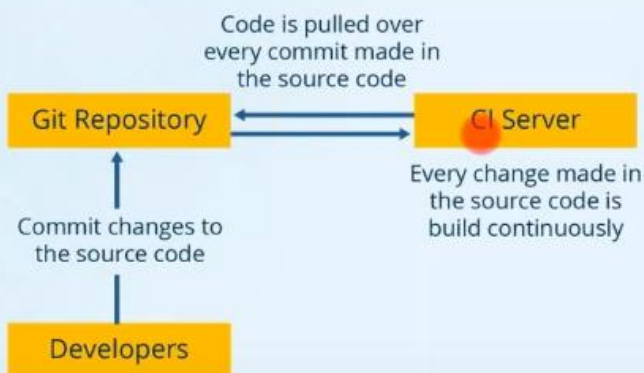 Code is pulled over
every commit made in
the source code
Git Repository
CI Server
Every change made in
the source code is
build continuously
Commit changes to
the source code
Developers